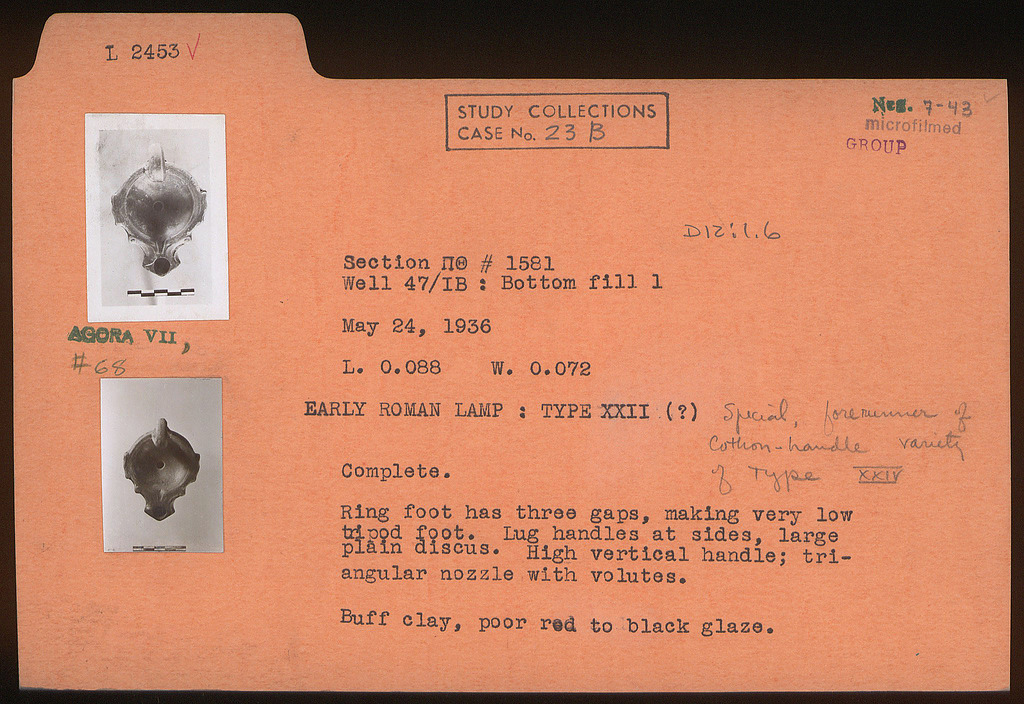 L 2453 √
STUDY COLLECTIONS
CASE No. 23 B
Neg. 7-43
microfilmed
GROUP
D12:1.6
Section ΠΘ # 1581
Well 47/IB : Bottom fill 1
May 24, 1936
AGORA VII,
#68
L. 0.088 W. 0.072
EARLY ROMAN LAMP : TYPE XXII (?) Special, forerunner of
Cothon-handle variety
of Type XXIV
Complete.
Ring foot has three gaps, making very low
tripod foot. Lug handles at sides, large
plain discus. High vertical handle; tri-
angular nozzle with volutes.
Buff clay, poor red to black glaze.